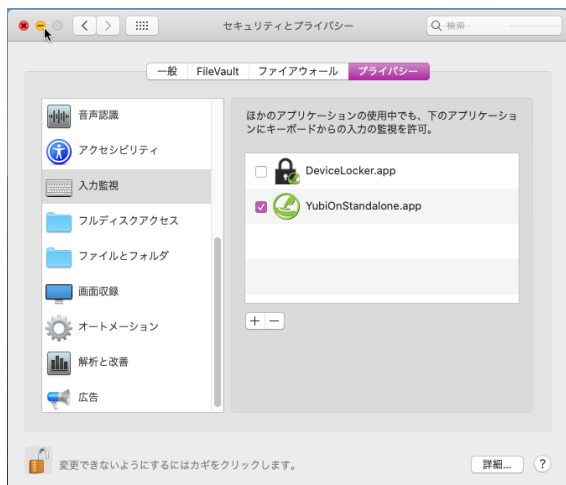 セキュリティとプライバシー
検索
一般 FileVault ファイアウォール プライバシー
音声認識
アクセシビリティ
入力監視
フルディスクアクセス
ファイルとフォルダ
画面収録
オートメーション
解析と改善
広告
ほかのアプリケーションの使用中でも、下のアプリケーショ
ンにキーボードからの入力の監視を許可。
DeviceLocker.app
YubiOnStandalone.app
+ −
変更できないようにするにはカギをクリックします。
詳細... ?